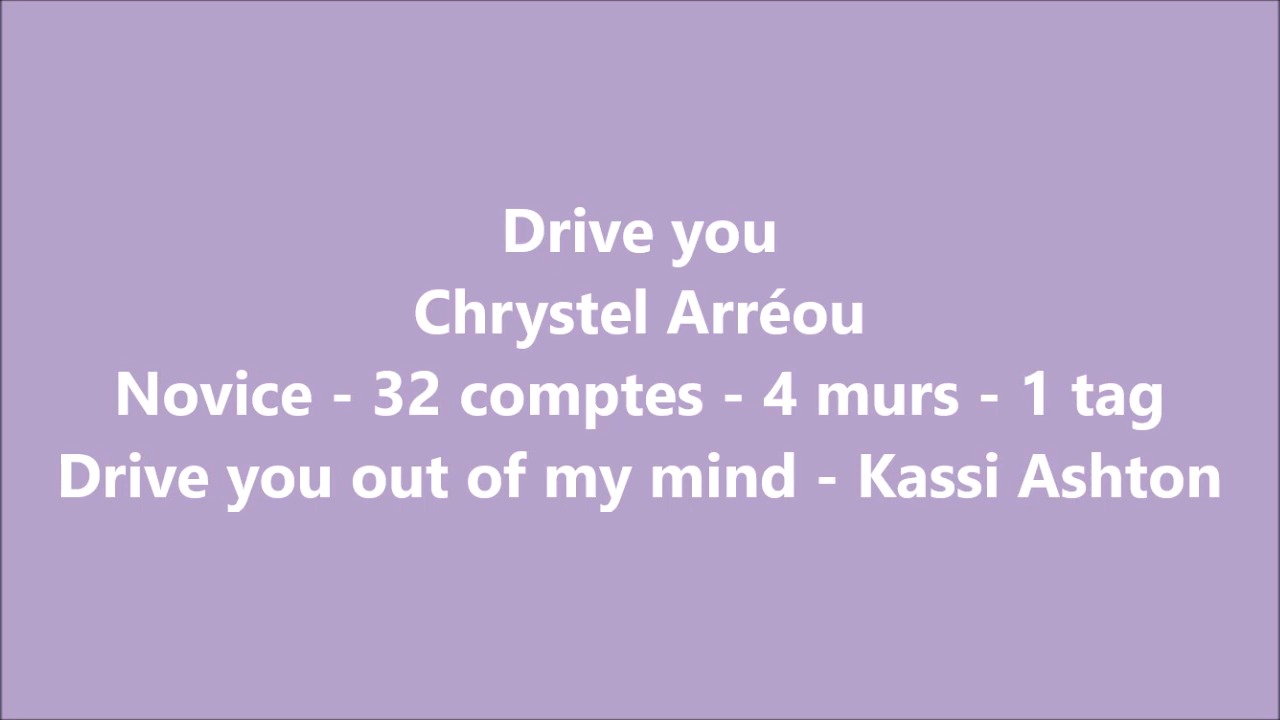 Drive you
Chrystel Arréou
Novice - 32 comptes - 4 murs - 1 tag
Drive you out of my mind - Kassi Ashton